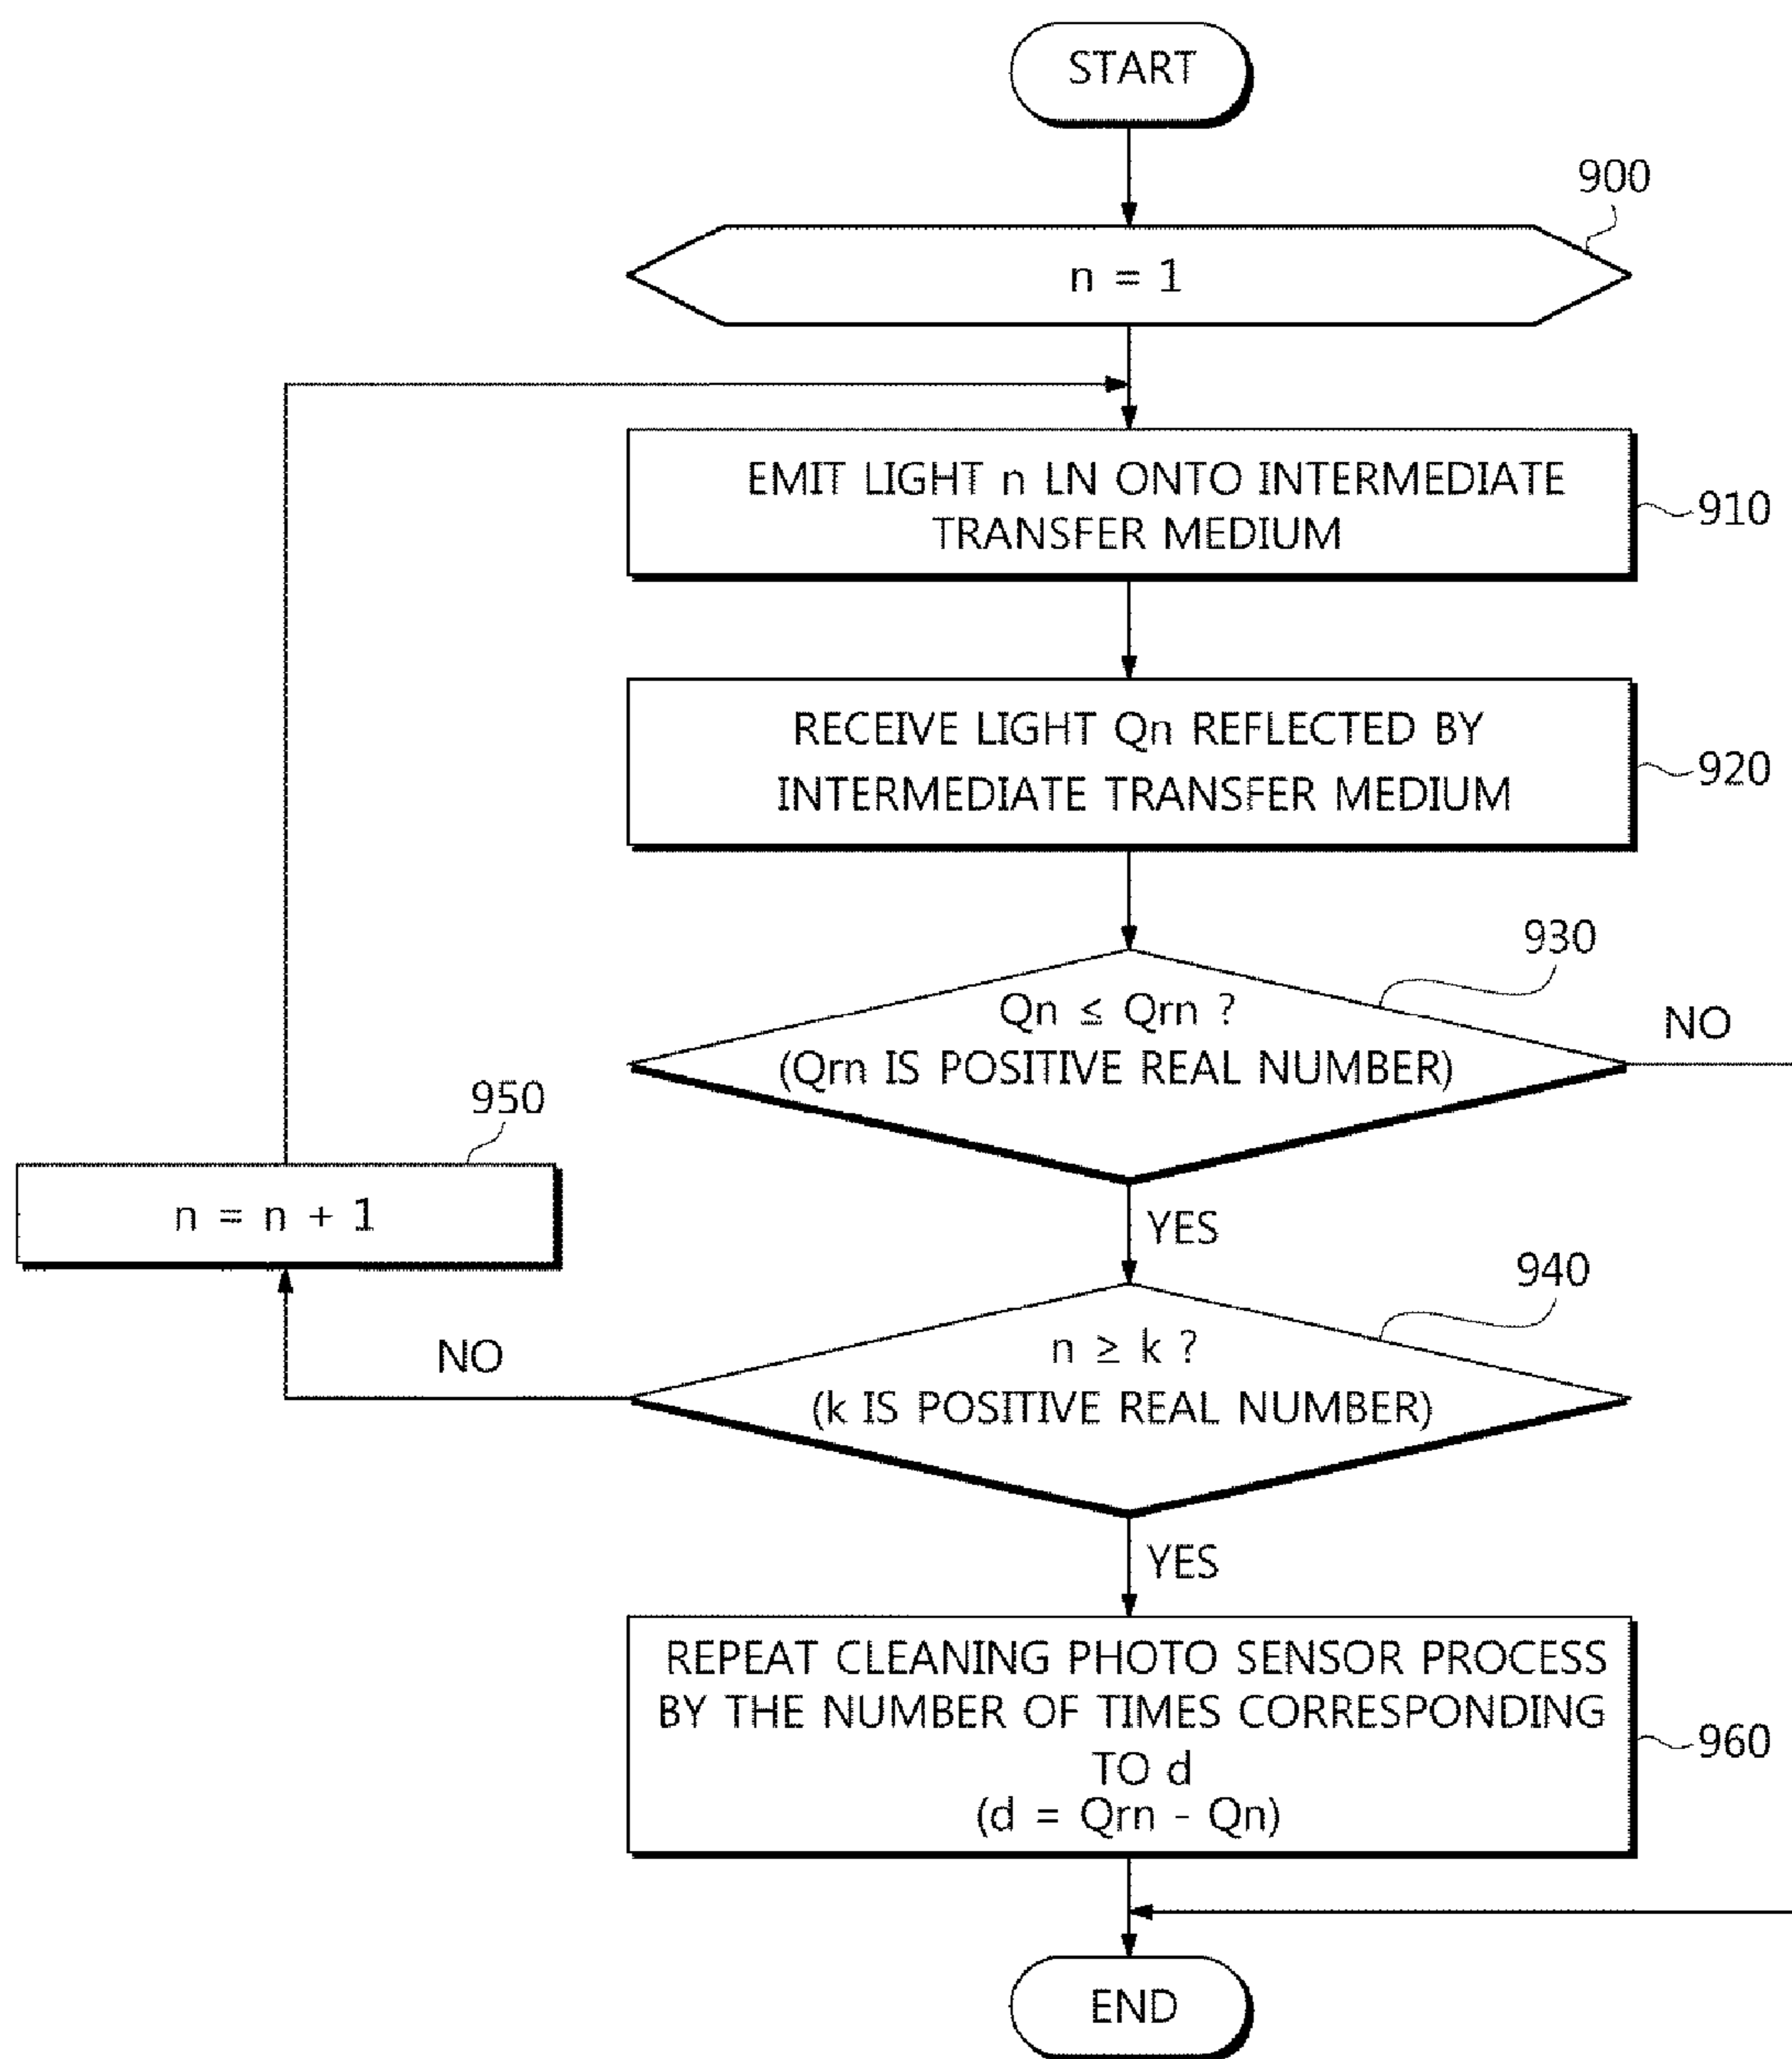 START
900
n = 1
EMIT LIGHT n LN ONTO INTERMEDIATE
TRANSFER MEDIUM
910
RECEIVE LIGHT Qn REFLECTED BY
INTERMEDIATE TRANSFER MEDIUM
920
930
Qn ≤ Qrn ?
(Qrn IS POSITIVE REAL NUMBER)
NO
950
n = n + 1
YES
940
n ≥ k ?
(k IS POSITIVE REAL NUMBER)
NO
YES
REPEAT CLEANING PHOTO SENSOR PROCESS
BY THE NUMBER OF TIMES CORRESPONDING
TO d
(d = Qrn - Qn)
960
END